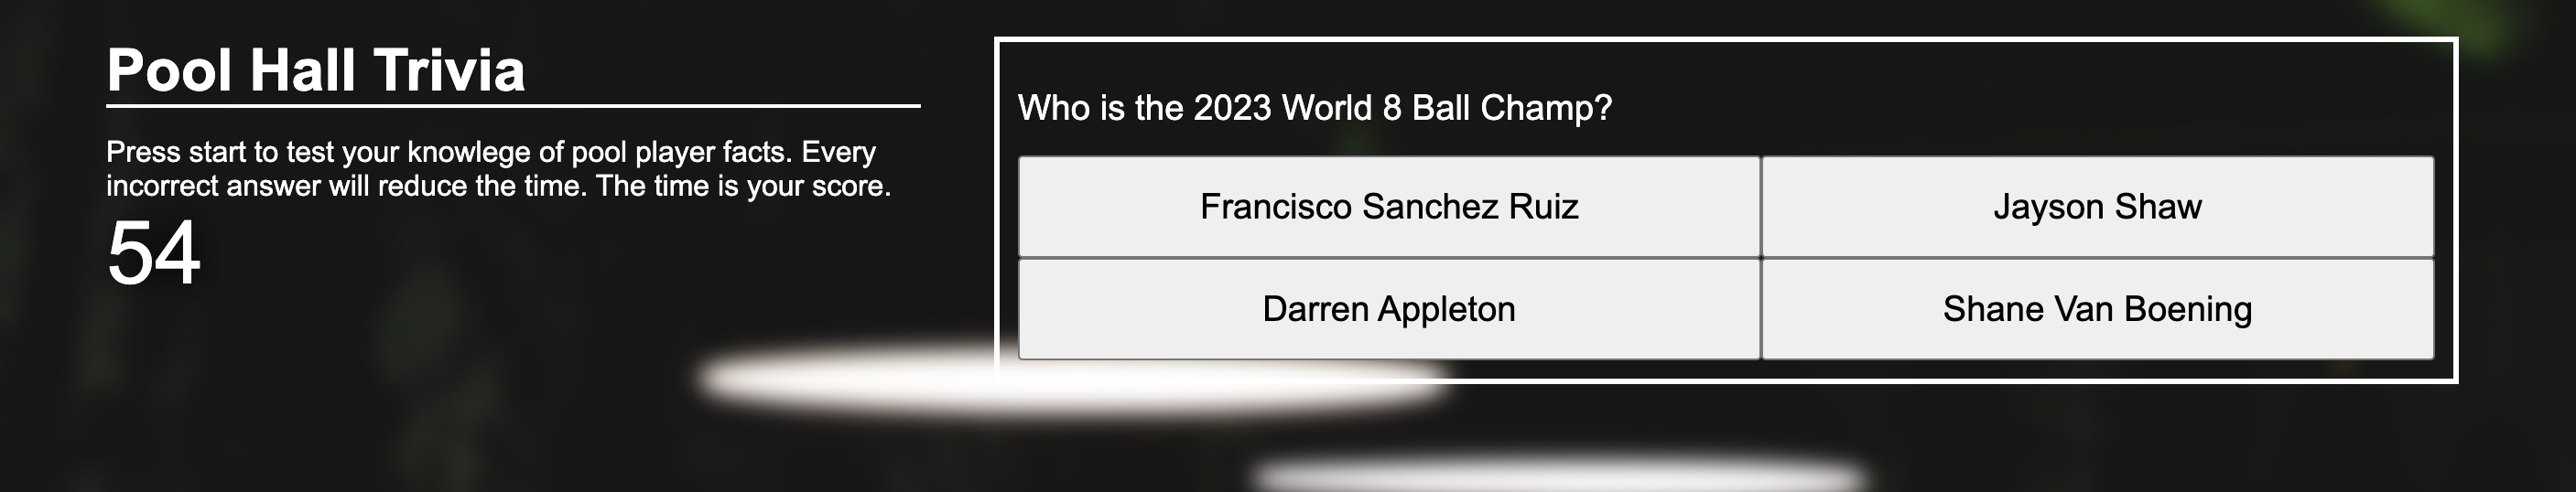 Pool Hall Trivia
Press start to test your knowlege of pool player facts. Every
incorrect answer will reduce the time. The time is your score.
54
Who is the 2023 World 8 Ball Champ?
Francisco Sanchez Ruiz
Jayson Shaw
Darren Appleton
Shane Van Boening